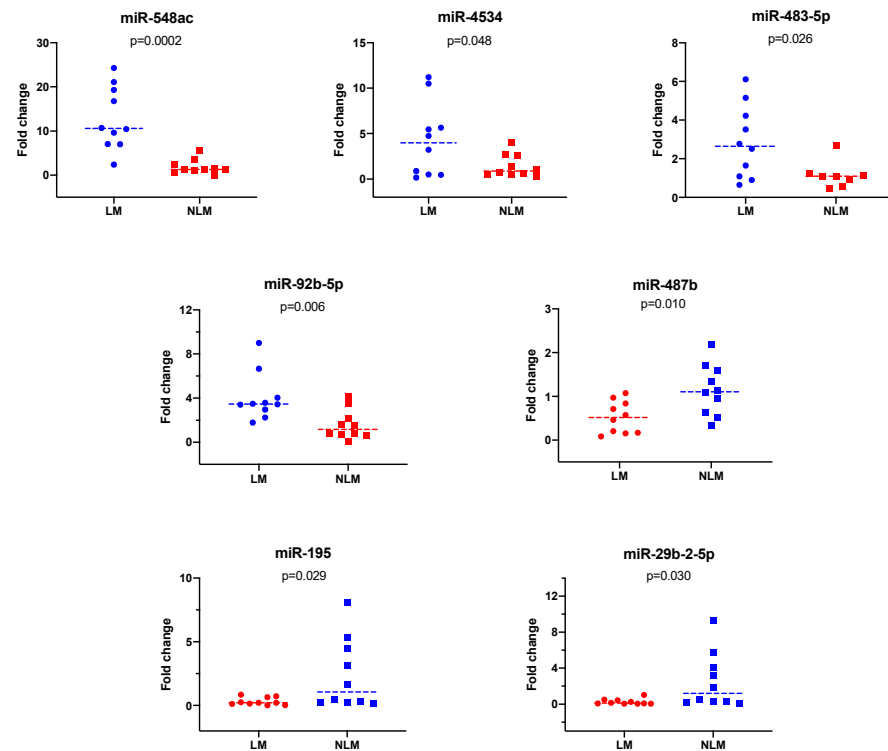 miR-548ac
p=0.0002
30
20
10
0
Fold change
LM
NLM
miR-4534
p=0.048
15
10
5
0
Fold change
LM
NLM
miR-483-5p
p=0.026
8
6
4
2
0
Fold change
LM
NLM
miR-92b-5p
p=0.006
12
8
4
0
Fold change
LM
NLM
miR-487b
p=0.010
3
2
1
0
Fold change
LM
NLM
miR-195
p=0.029
10
5
0
Fold change
LM
NLM
miR-29b-2-5p
p=0.030
12
8
4
0
Fold change
LM
NLM